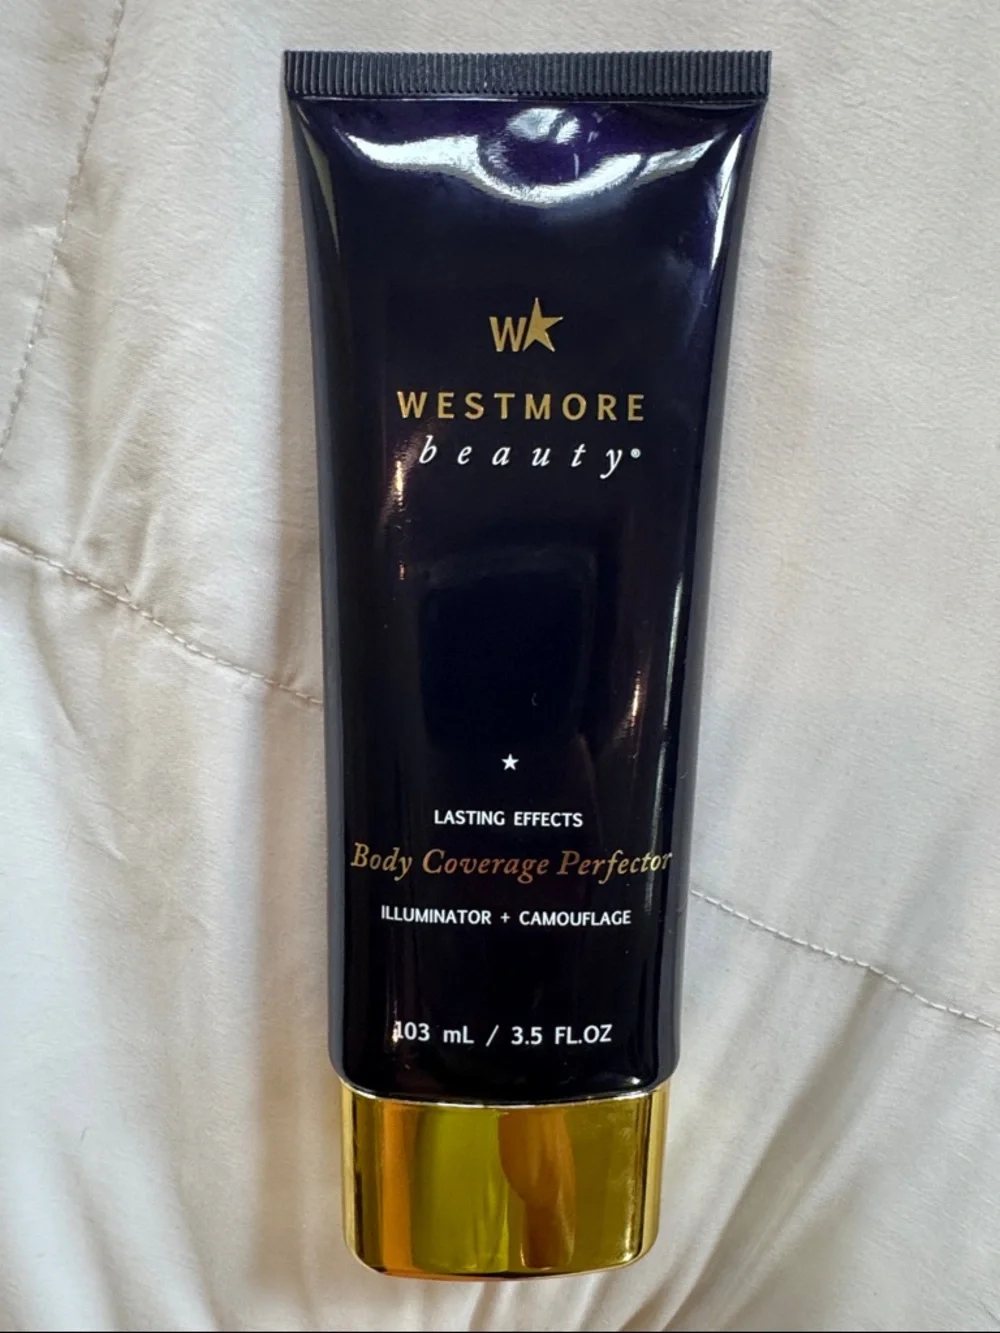 W
WESTMORE
beauty®
LASTING EFFECTS
Body Coverage Perfector
ILLUMINATOR + CAMOUFLAGE
103 mL / 3.5 FL.OZ